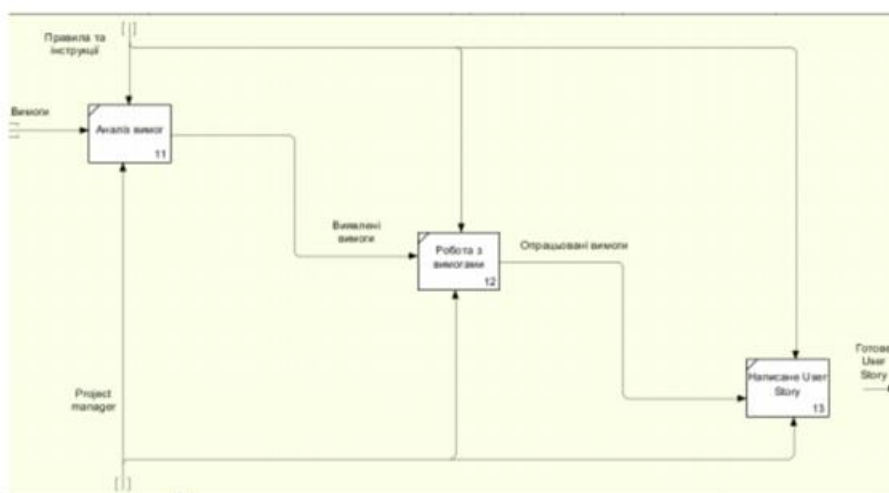 Правила та
інструкції
Вимоги
Аналіз вимог
11
Виявлені
вимоги
Робота з
вимогами
12
Опрацьовані вимоги
Написане User
Story
13
Готове
User
Story
Project
manager